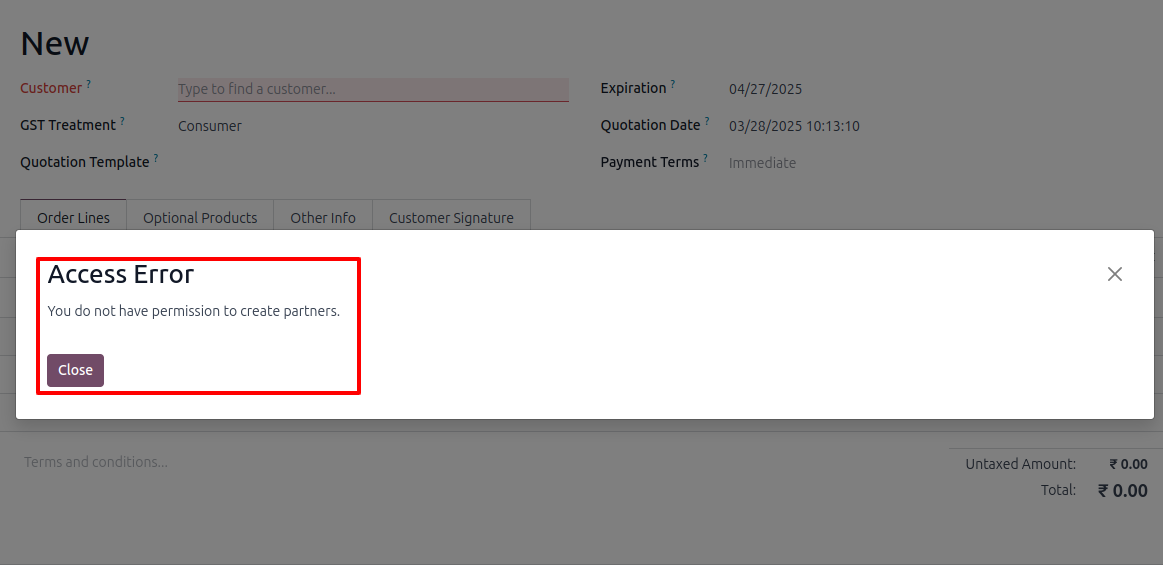 New
Customer ? Type to find a customer...
Expiration ? 04/27/2025
GST Treatment ? Consumer
Quotation Date ? 03/28/2025 10:13:10
Quotation Template ?
Payment Terms ? Immediate
Order Lines Optional Products Other Info Customer Signature
Access Error
You do not have permission to create partners.
Close
Terms and conditions...
Untaxed Amount: ₹ 0.00
Total: ₹ 0.00